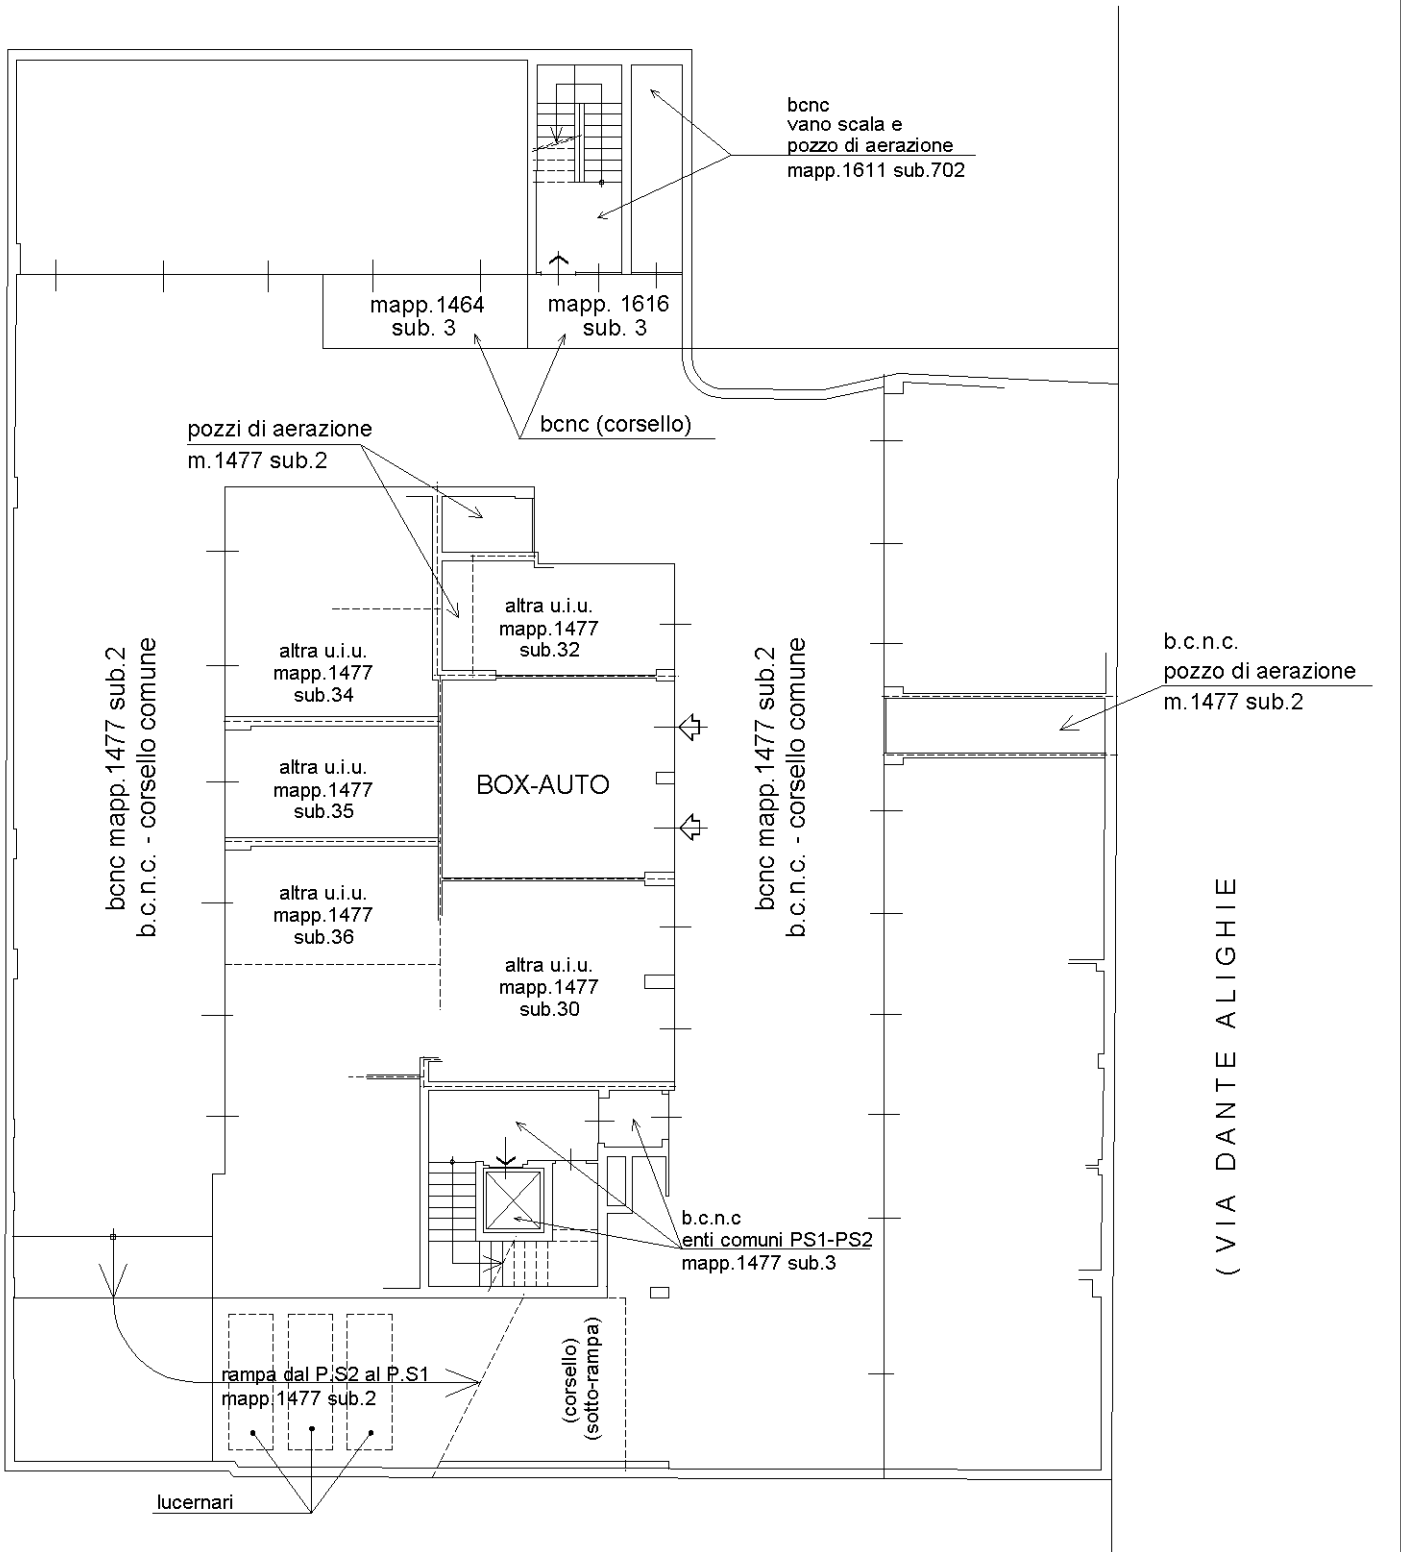 bcnc
vano scala e
pozzo di aerazione
mapp.1611 sub.702
mapp.1464
sub. 3
mapp. 1616
sub. 3
bcnc (corsello)
pozzi di aerazione
m.1477 sub.2
altra u.i.u.
mapp.1477
sub.32
altra u.i.u.
mapp.1477
sub.34
bcnc mapp.1477 sub.2
b.c.n.c. - corsello comune
bcnc mapp.1477 sub.2
b.c.n.c. - corsello comune
b.c.n.c.
pozzo di aerazione
m.1477 sub.2
altra u.i.u.
mapp.1477
sub.35
BOX-AUTO
altra u.i.u.
mapp.1477
sub.36
altra u.i.u.
mapp.1477
sub.30
( VIA DANTE ALIGHIE
b.c.n.c
enti comuni PS1-PS2
mapp.1477 sub.3
rampa dal P.S2 al P.S1
mapp.1477 sub.2
(corsello)
(sotto-rampa)
lucernari